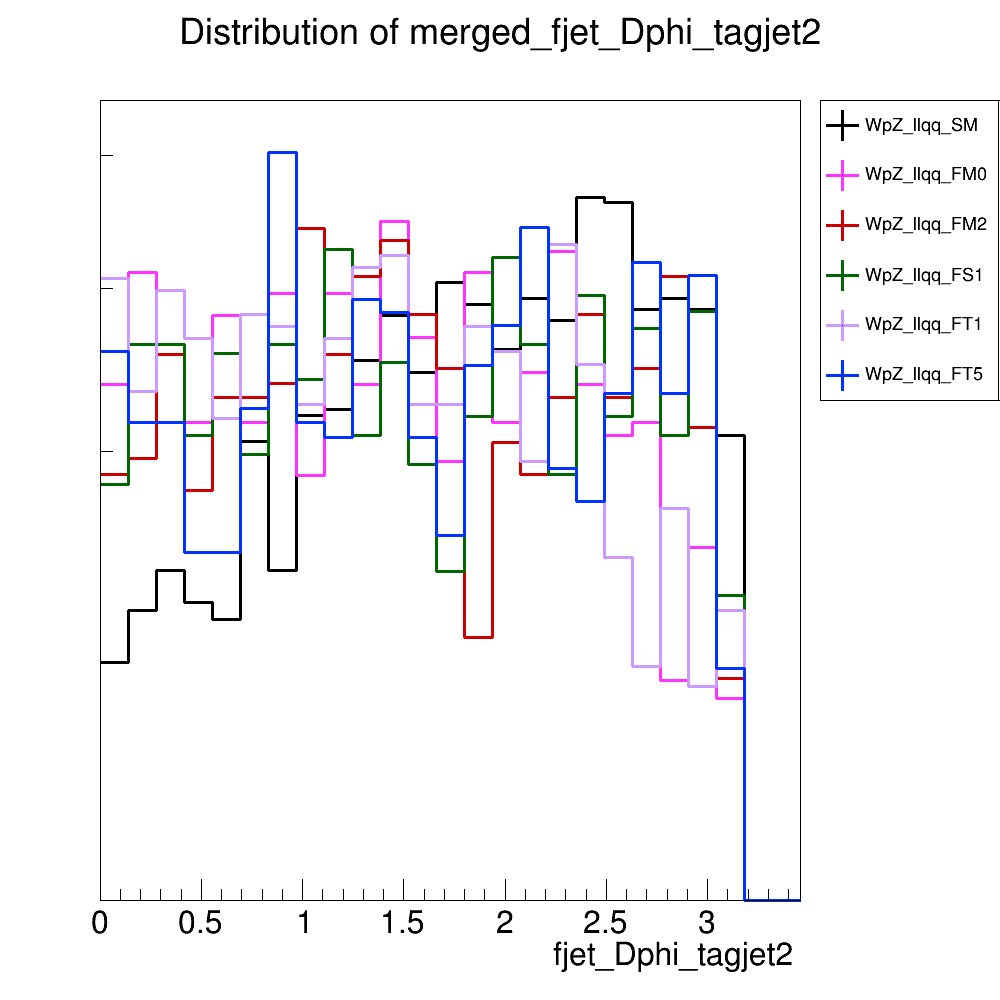 Distribution of merged_fjet_Dphi_tagjet2
WpZ_llqq_SM
WpZ_llqq_FM0
WpZ_llqq_FM2
WpZ_llqq_FS1
WpZ_llqq_FT1
WpZ_llqq_FT5
0 0.5 1 1.5 2 2.5 3
fjet_Dphi_tagjet2